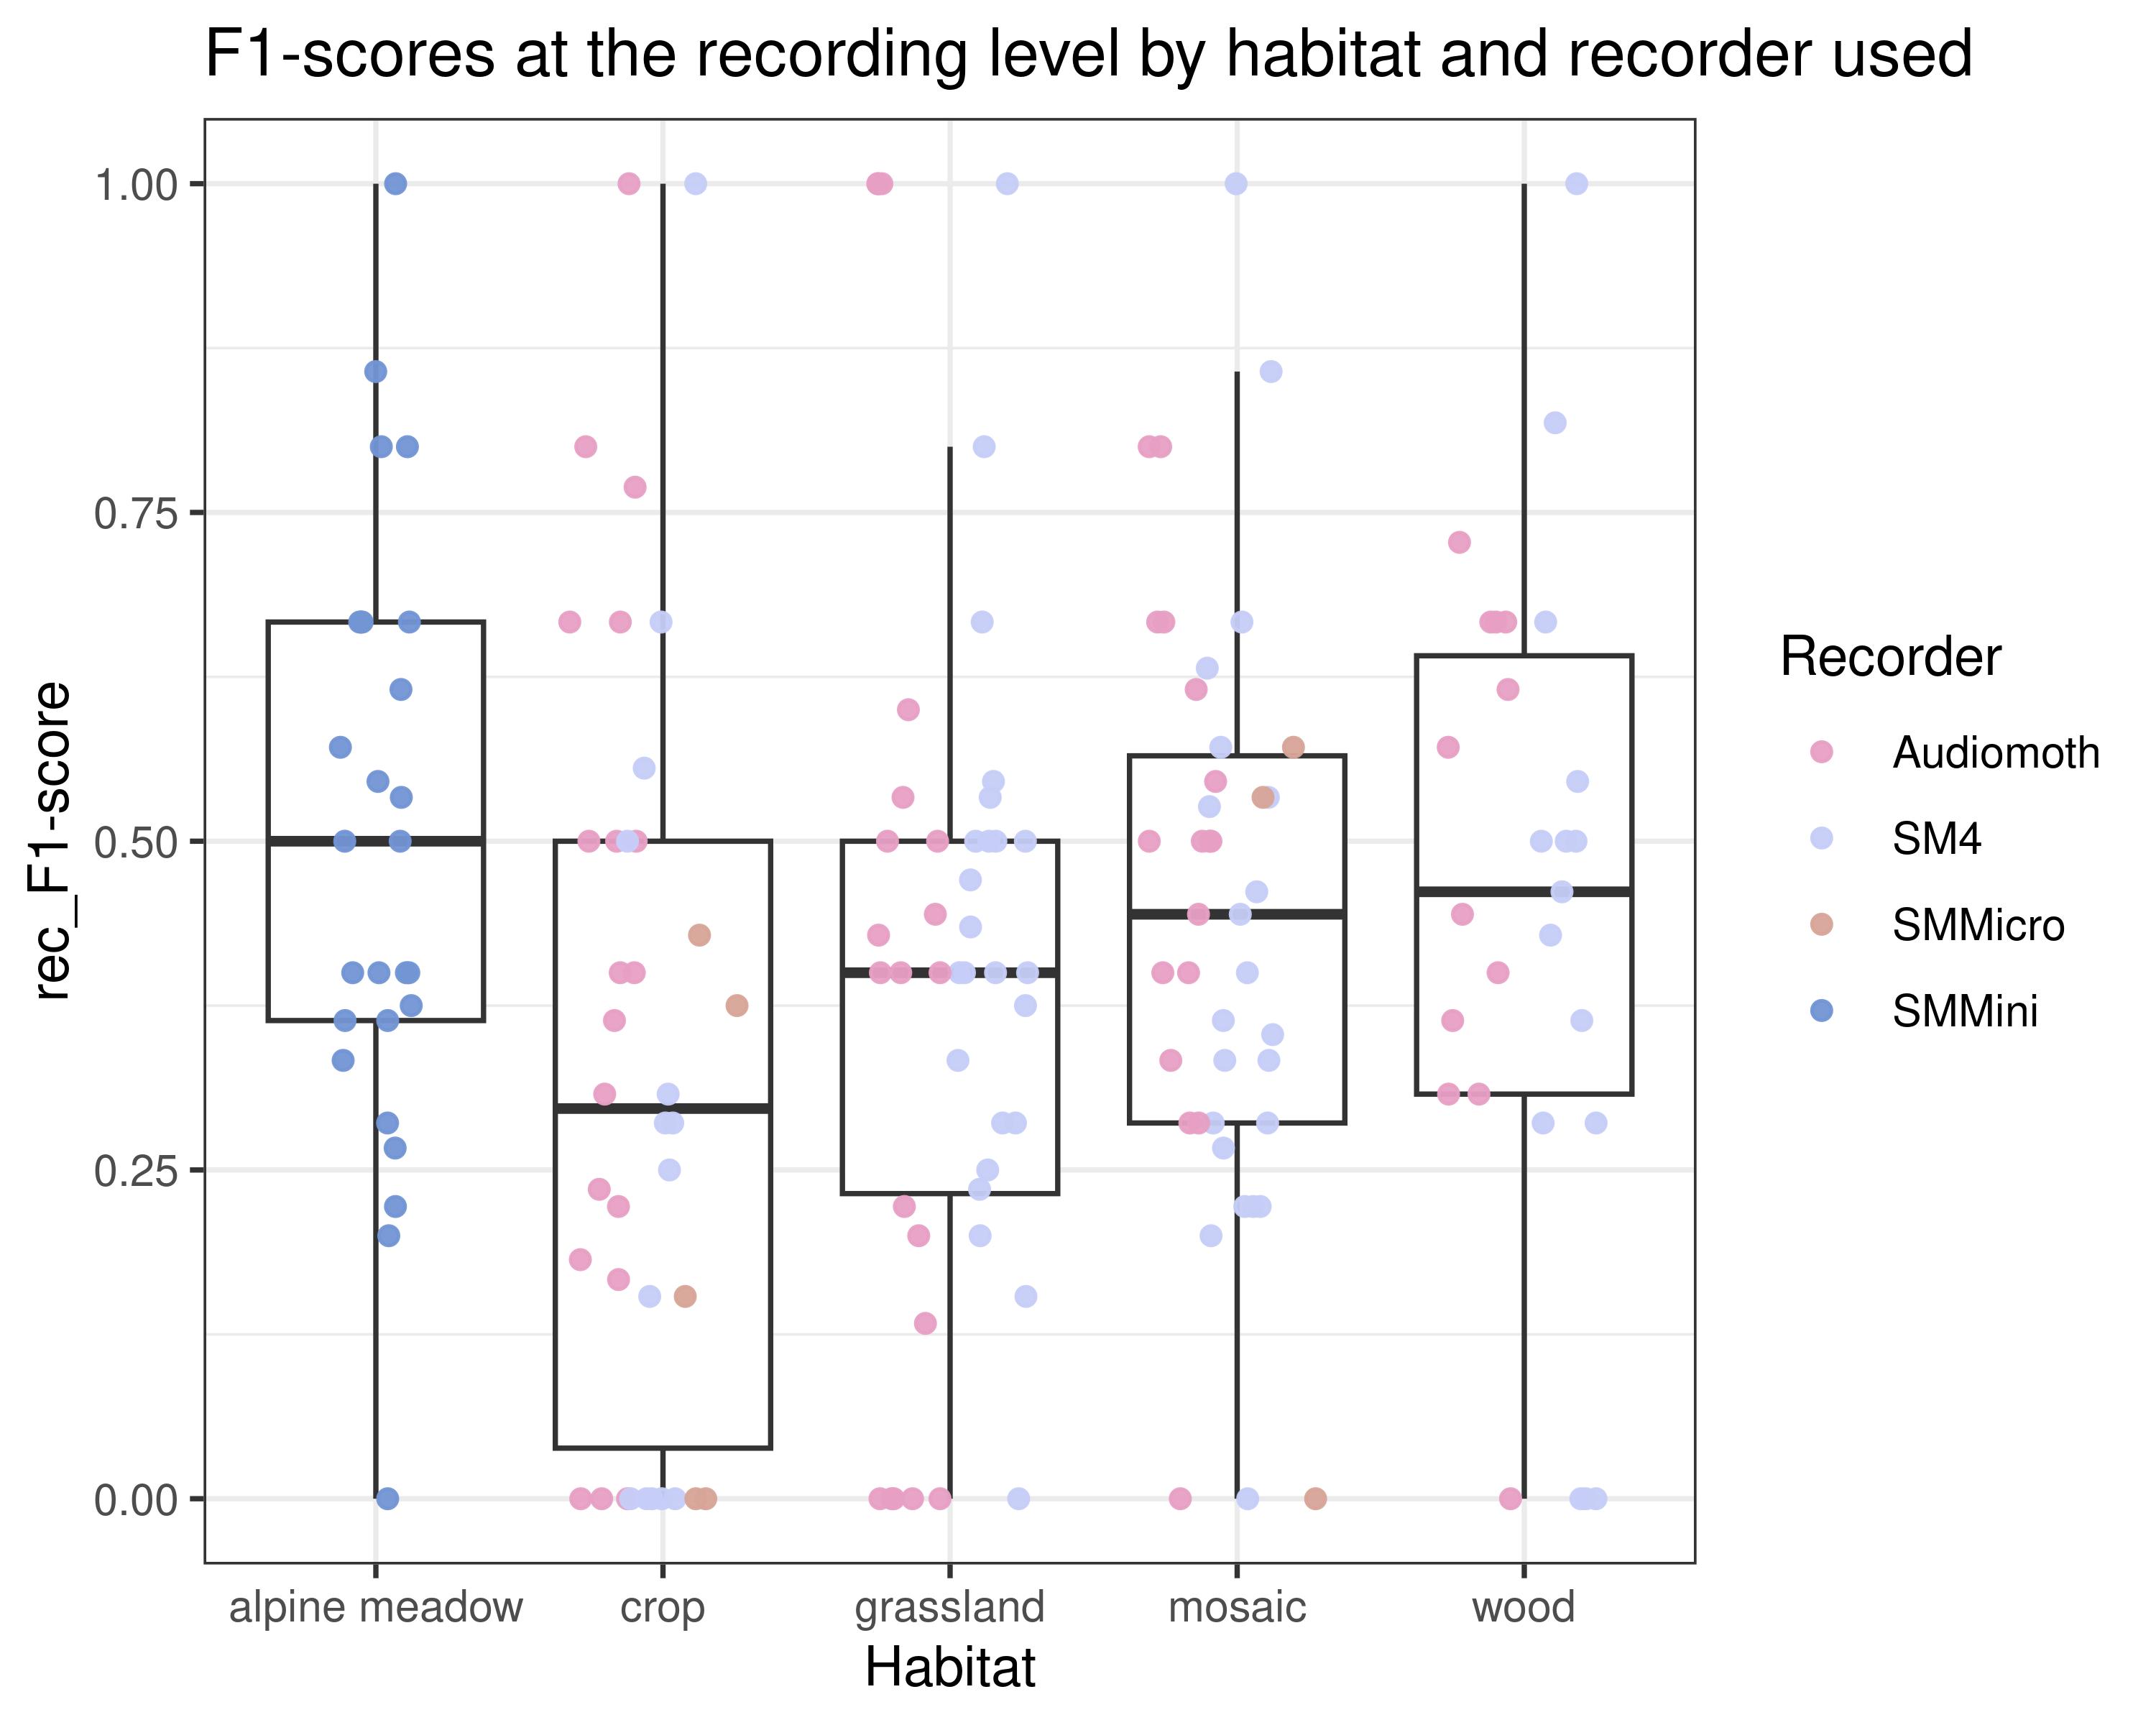 F1-scores at the recording level by habitat and recorder used
rec_F1-score
1.00
0.75
0.50
0.25
0.00
alpine meadow
crop
grassland
mosaic
wood
Habitat
Recorder
Audiomoth
SM4
SMMicro
SMMini